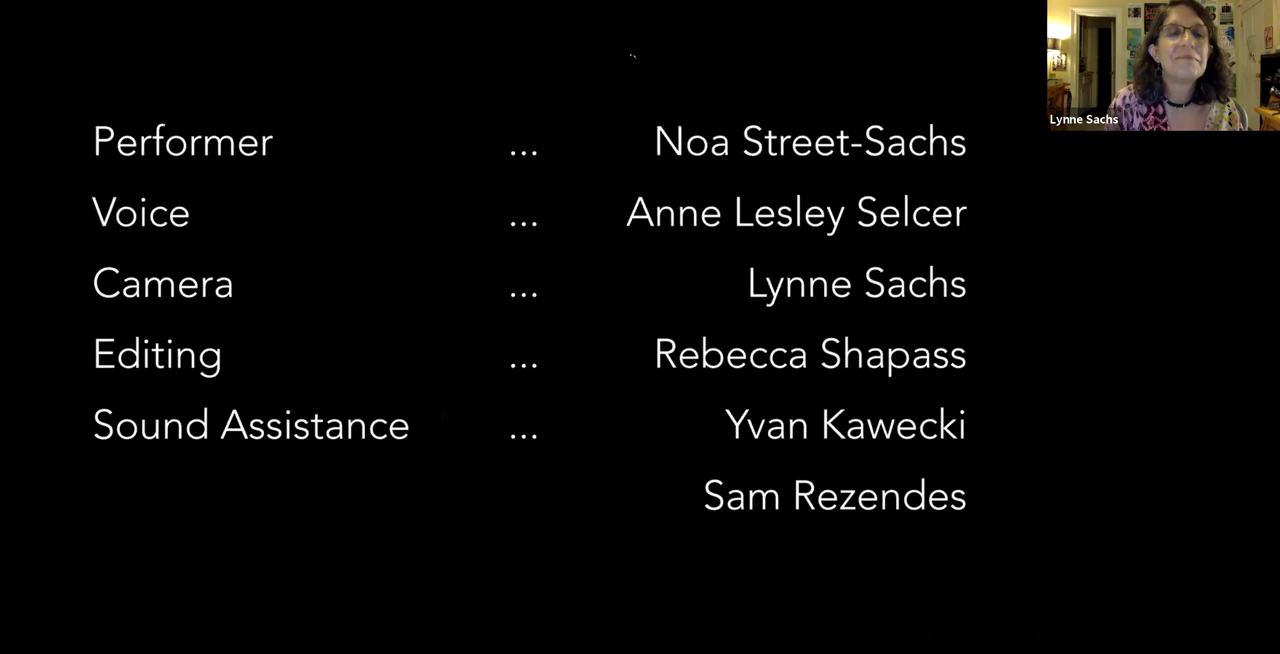 Performer ... Noa Street-Sachs
Voice ... Anne Lesley Selcer
Camera ... Lynne Sachs
Editing ... Rebecca Shapass
Sound Assistance ... Yvan Kawecki
Sam Rezendes
Lynne Sachs